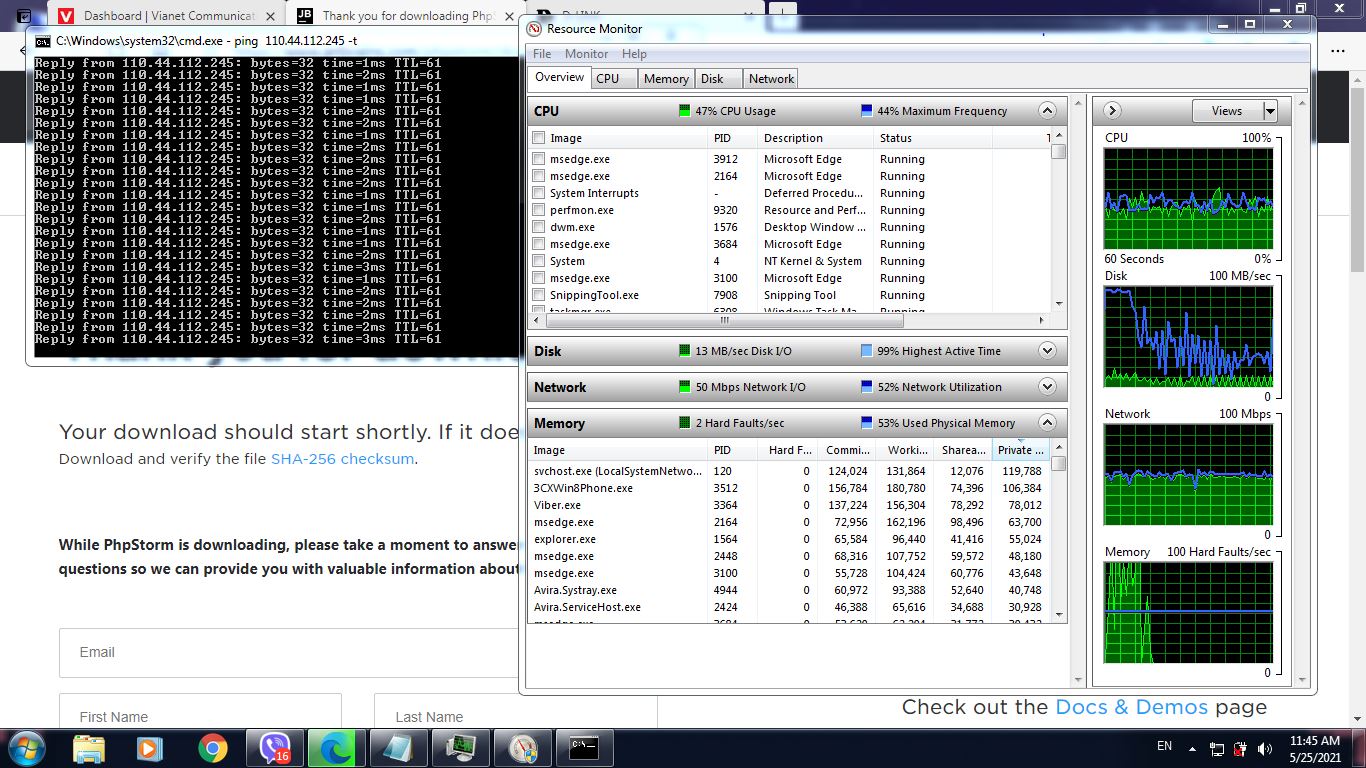 Dashboard | Vianet Communicat
Thank you for downloading PhpS
D-LINK
C:\Windows\system32\cmd.exe - ping 110.44.112.245 -t
Reply from 110.44.112.245: bytes=32 time=1ms TTL=61
Reply from 110.44.112.245: bytes=32 time=2ms TTL=61
Reply from 110.44.112.245: bytes=32 time=1ms TTL=61
Reply from 110.44.112.245: bytes=32 time=1ms TTL=61
Reply from 110.44.112.245: bytes=32 time=2ms TTL=61
Reply from 110.44.112.245: bytes=32 time=2ms TTL=61
Reply from 110.44.112.245: bytes=32 time=1ms TTL=61
Reply from 110.44.112.245: bytes=32 time=2ms TTL=61
Reply from 110.44.112.245: bytes=32 time=2ms TTL=61
Reply from 110.44.112.245: bytes=32 time=2ms TTL=61
Reply from 110.44.112.245: bytes=32 time=2ms TTL=61
Reply from 110.44.112.245: bytes=32 time=1ms TTL=61
Reply from 110.44.112.245: bytes=32 time=1ms TTL=61
Reply from 110.44.112.245: bytes=32 time=2ms TTL=61
Reply from 110.44.112.245: bytes=32 time=1ms TTL=61
Reply from 110.44.112.245: bytes=32 time=1ms TTL=61
Reply from 110.44.112.245: bytes=32 time=2ms TTL=61
Reply from 110.44.112.245: bytes=32 time=3ms TTL=61
Reply from 110.44.112.245: bytes=32 time=1ms TTL=61
Reply from 110.44.112.245: bytes=32 time=2ms TTL=61
Reply from 110.44.112.245: bytes=32 time=2ms TTL=61
Reply from 110.44.112.245: bytes=32 time=2ms TTL=61
Reply from 110.44.112.245: bytes=32 time=2ms TTL=61
Reply from 110.44.112.245: bytes=32 time=3ms TTL=61
Your download should start shortly. If it doe
Download and verify the file SHA-256 checksum.
While PhpStorm is downloading, please take a moment to answer
questions so we can provide you with valuable information about
Email
First Name Last Name
Resource Monitor
File Monitor Help
Overview CPU Memory Disk Network
CPU 47% CPU Usage 44% Maximum Frequency
Image PID Description Status T
msedge.exe 3912 Microsoft Edge Running
msedge.exe 2164 Microsoft Edge Running
System Interrupts - Deferred Procedu... Running
perfmon.exe 9320 Resource and Perf... Running
dwm.exe 1576 Desktop Window ... Running
msedge.exe 3684 Microsoft Edge Running
System 4 NT Kernel & System Running
msedge.exe 3100 Microsoft Edge Running
SnippingTool.exe 7908 Snipping Tool Running
taskmgr.exe 6308 Windows Task Ma... Running
Disk 13 MB/sec Disk I/O 99% Highest Active Time
Network 50 Mbps Network I/O 52% Network Utilization
Memory 2 Hard Faults/sec 53% Used Physical Memory
Image PID Hard F... Commi... Worki... Sharea... Private ...
svchost.exe (LocalSystemNetwo... 120 0 124,024 131,864 12,076 119,788
3CXWin8Phone.exe 3512 0 156,784 180,780 74,396 106,384
Viber.exe 3364 0 137,224 156,304 78,292 78,012
msedge.exe 2164 0 72,956 162,196 98,496 63,700
explorer.exe 1564 0 65,584 96,440 41,416 55,024
msedge.exe 2448 0 68,316 107,752 59,572 48,180
msedge.exe 3100 0 55,728 104,424 60,776 43,648
Avira.Systray.exe 4944 0 60,972 93,388 52,640 40,748
Avira.ServiceHost.exe 2424 0 46,388 65,616 34,688 30,928
Views
CPU 100%
60 Seconds 0%
Disk 100 MB/sec
0
Network 100 Mbps
0
Memory 100 Hard Faults/sec
0
Check out the Docs & Demos page
16
EN
11:45 AM
5/25/2021